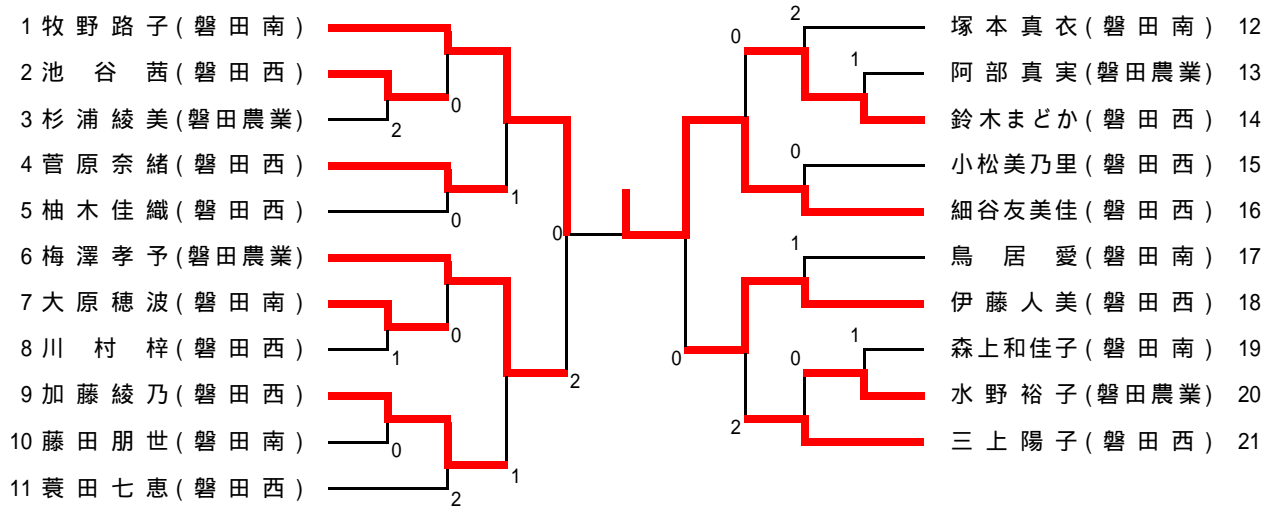 1 牧野路子(磐田南)
2 池谷茜(磐田西)
0
3 杉浦綾美(磐田農業)
2
4 菅原奈緒(磐田西)
1
5 柚木佳織(磐田西)
0
0
6 梅澤孝予(磐田農業)
7 大原穂波(磐田南)
0
8 川村梓(磐田西)
1
2
9 加藤綾乃(磐田西)
10 藤田朋世(磐田南)
0
1
11 蓑田七恵(磐田西)
2
2
塚本真衣(磐田南) 12
0
1
阿部真実(磐田農業) 13
鈴木まどか(磐田西) 14
0
小松美乃里(磐田西) 15
細谷友美佳(磐田西) 16
1
鳥居愛(磐田南) 17
伊藤人美(磐田西) 18
1
森上和佳子(磐田南) 19
0
0
水野裕子(磐田農業) 20
2
三上陽子(磐田西) 21